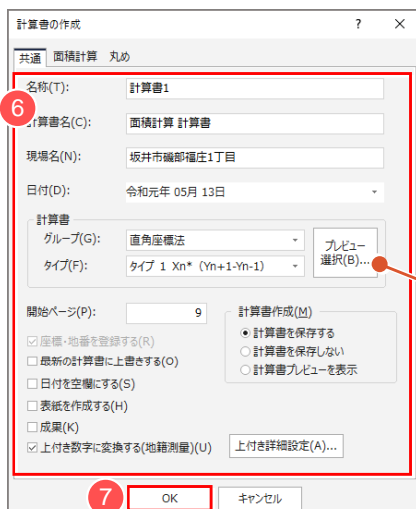 計算書の作成 ? ×
共通 面積計算 丸め
名称(T): 計算書1
6
計算書名(C): 面積計算 計算書
現場名(N): 坂井市磯部福庄1丁目
日付(D): 令和元年 05月 13日
計算書
グループ(G): 直角座標法
タイプ(F): タイプ 1 Xn* (Yn+1-Yn-1)
プレビュー
選択(B)...
開始ページ(P): 9
座標・地番を登録する(R)
最新の計算書に上書きする(O)
日付を空欄にする(S)
表紙を作成する(H)
成果(K)
上付き数字に変換する(地籍測量)(U)
計算書作成(M)
計算書を保存する
計算書を保存しない
計算書プレビューを表示
上付き詳細設定(A)...
7
OK キャンセル